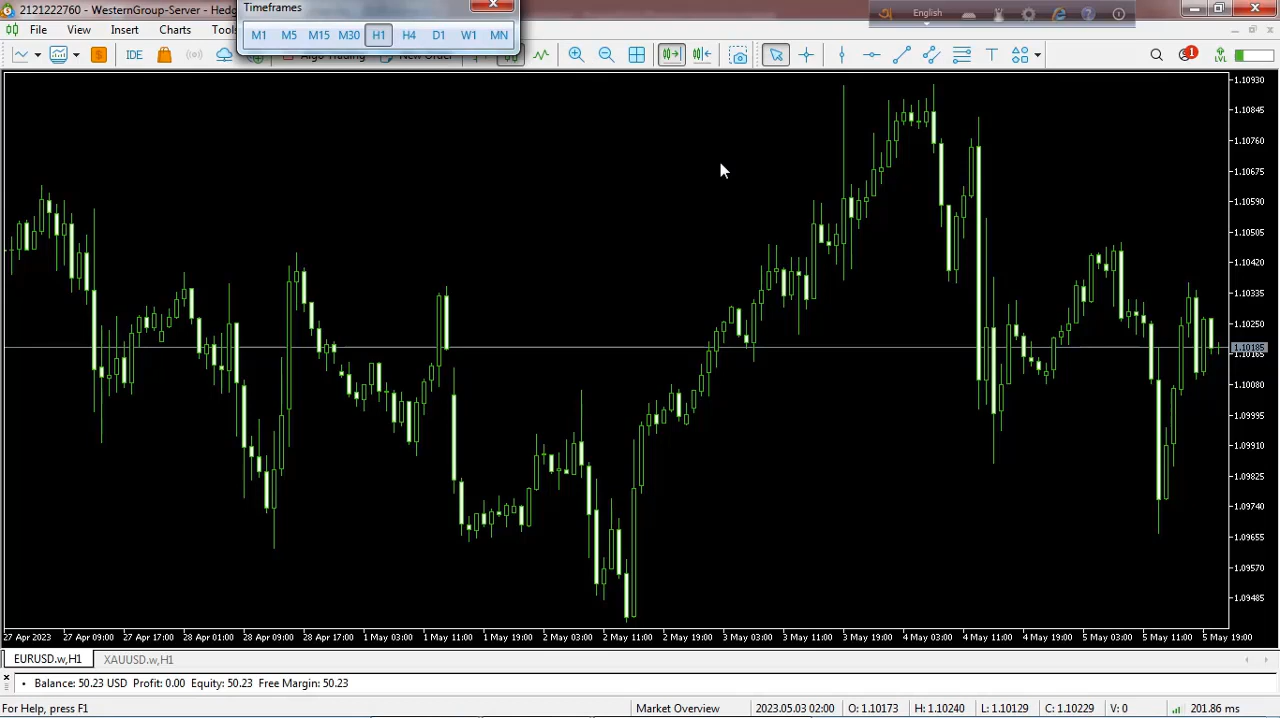 2121222760 - WesternGroup-Server - Hed
Timeframes
English
File View Insert Charts Tools
M1 M5 M15 M30 H1 H4 D1 W1 MN
IDE Algo Trading New Order
1
LVL
1.10930
1.10845
1.10760
1.10675
1.10590
1.10505
1.10420
1.10335
1.10250
1.10185
1.10165
1.10080
1.09995
1.09910
1.09825
1.09740
1.09655
1.09570
1.09485
27 Apr 2023 27 Apr 09:00 27 Apr 17:00 28 Apr 01:00 28 Apr 09:00 28 Apr 17:00 1 May 03:00 1 May 11:00 1 May 19:00 2 May 03:00 2 May 11:00 2 May 19:00 3 May 03:00 3 May 11:00 3 May 19:00 4 May 03:00 4 May 11:00 4 May 19:00 5 May 03:00 5 May 11:00 5 May 19:00
EURUSD.w,H1 XAUUSD.w,H1
• Balance: 50.23 USD Profit: 0.00 Equity: 50.23 Free Margin: 50.23
For Help, press F1 Market Overview 2023.05.03 02:00 O: 1.10173 H: 1.10240 L: 1.10129 C: 1.10229 V: 0 201.86 ms